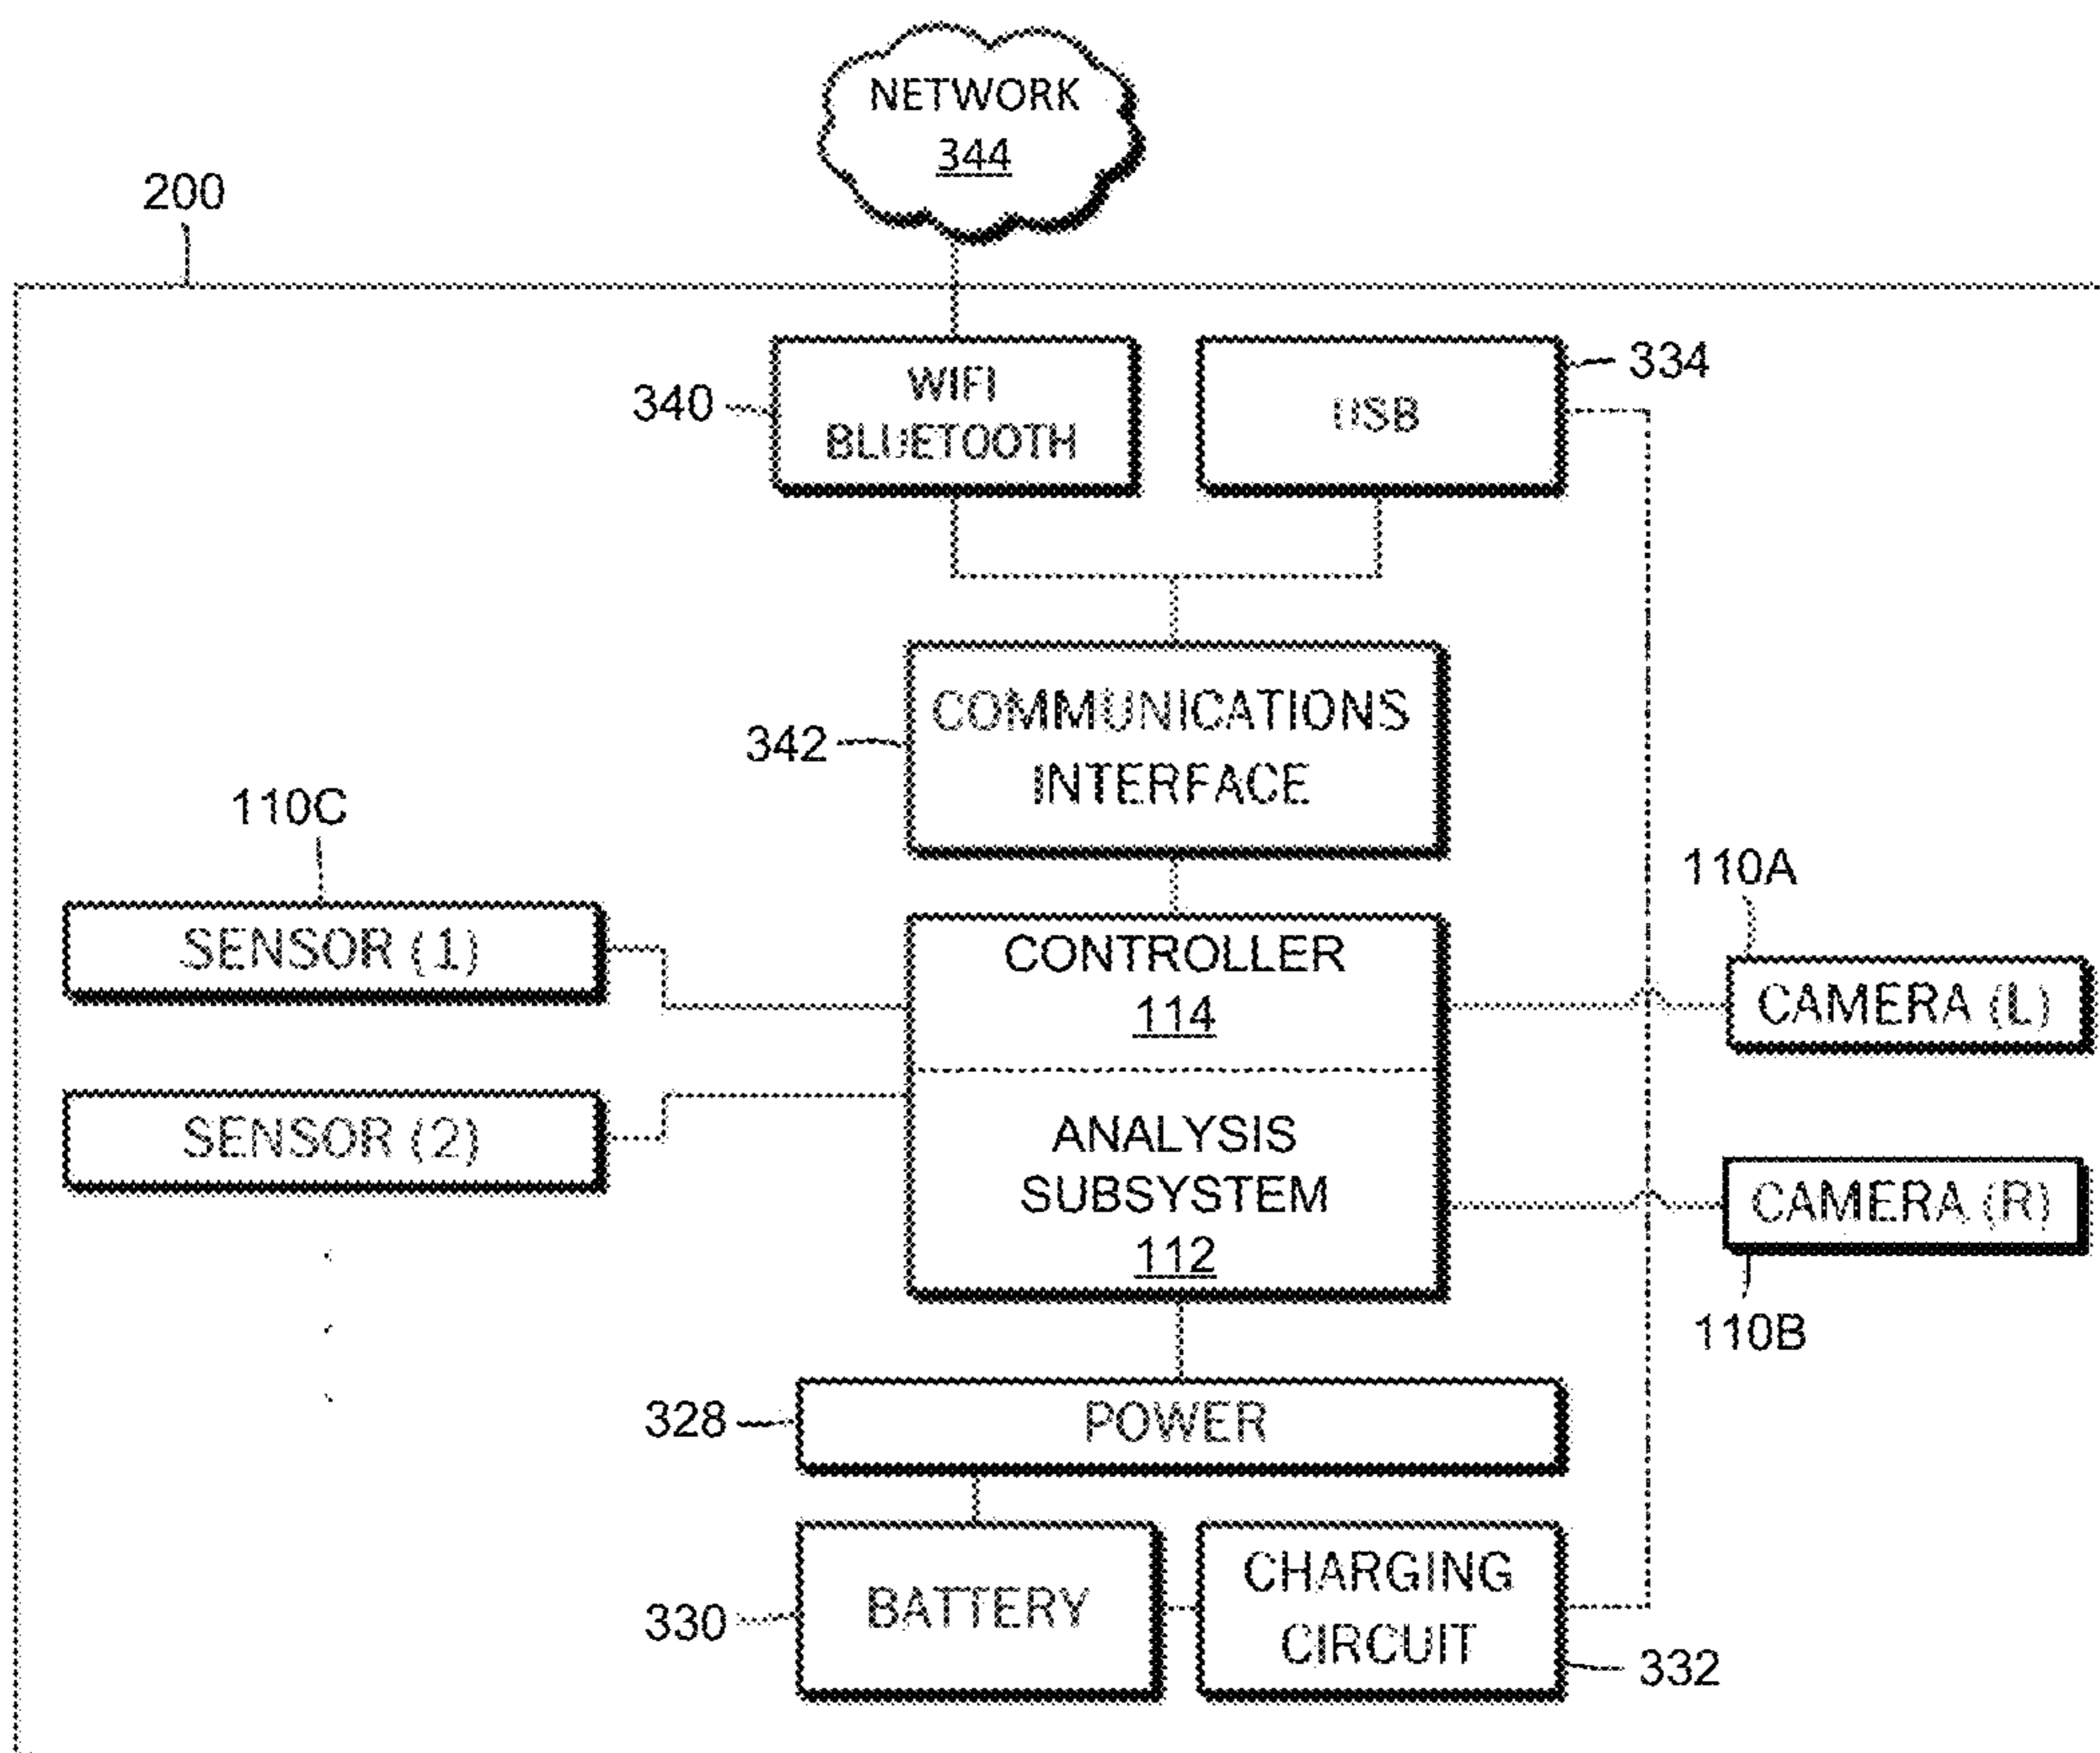 NETWORK
344
200
WIFI
BLUETOOTH
340
USB
334
COMMUNICATIONS
INTERFACE
342
110C
SENSOR (1)
CONTROLLER
114
110A
CAMERA (L)
SENSOR (2)
ANALYSIS
SUBSYSTEM
112
CAMERA (R)
110B
328
POWER
330
BATTERY
CHARGING
CIRCUIT
332